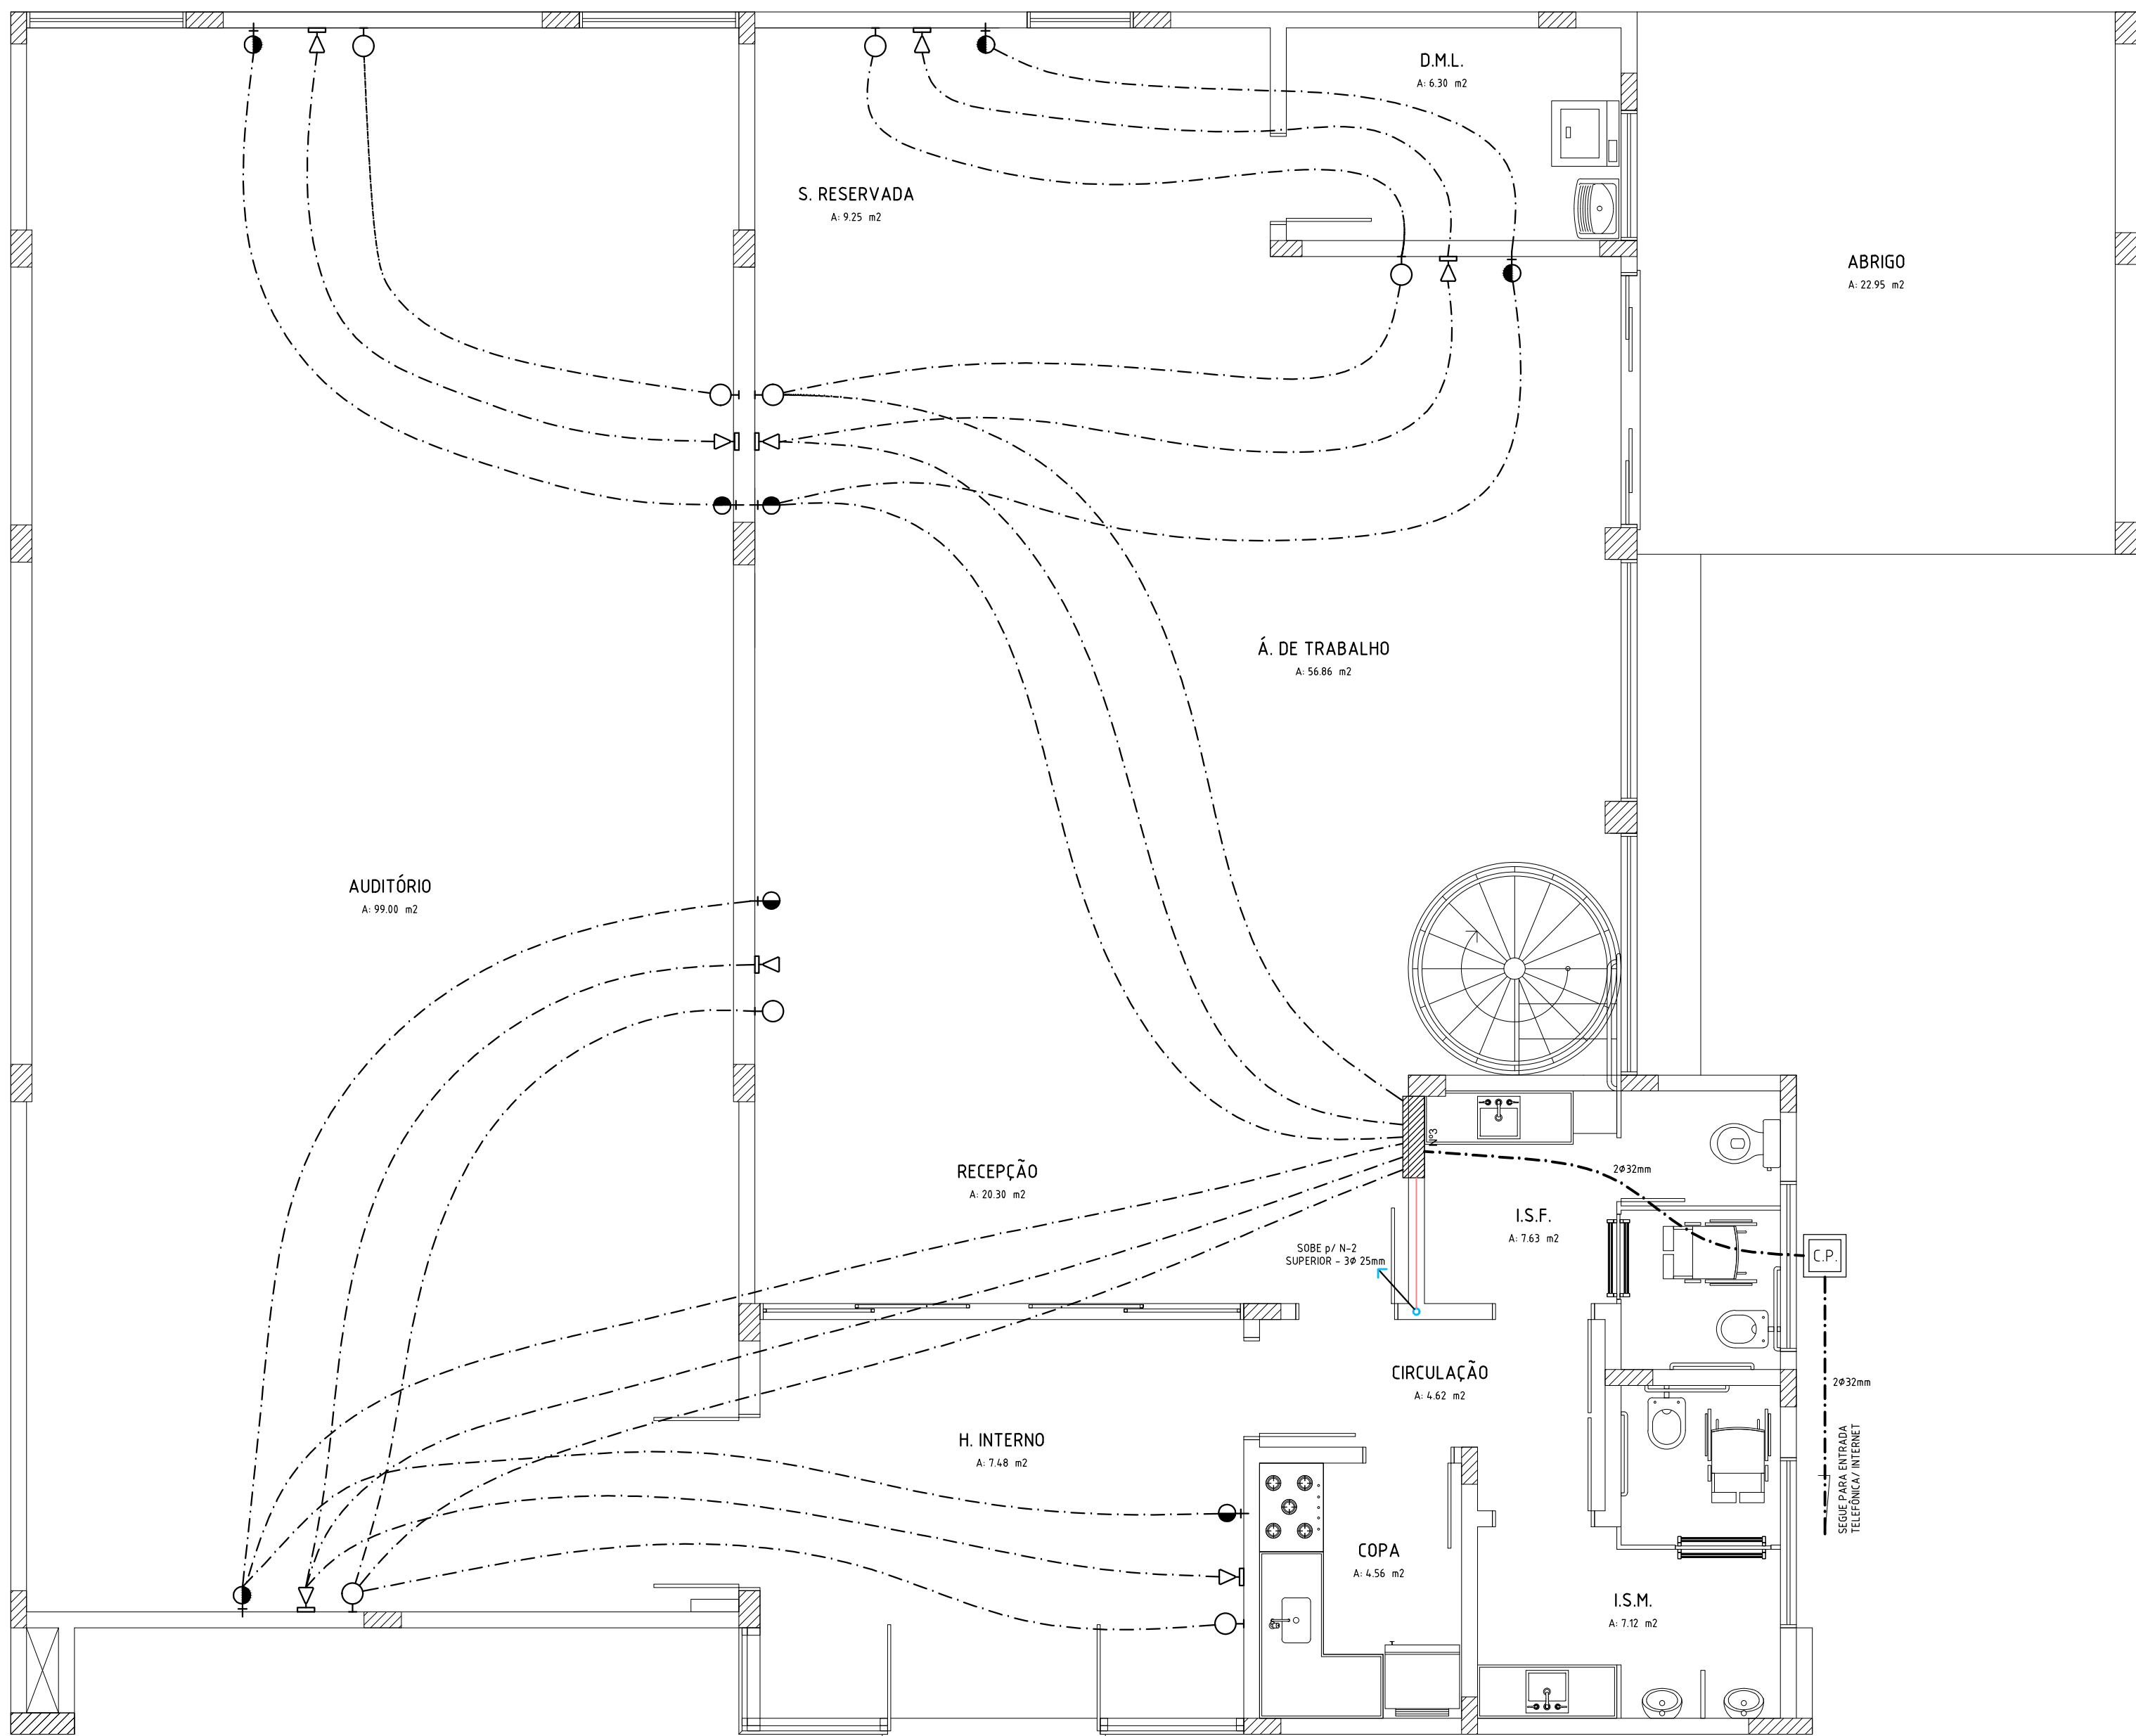 D.M.L.
A: 6.30 m2
S. RESERVADA
A: 9.25 m2
ABRIGO
A: 22.95 m2
Á. DE TRABALHO
A: 56.86 m2
AUDITÓRIO
A: 99.00 m2
Nº3
RECEPÇÃO
A: 20.30 m2
2Ø32mm
I.S.F.
A: 7.63 m2
SOBE p/ N-2
SUPERIOR - 3Ø 25mm
C.P.
CIRCULAÇÃO
A: 4.62 m2
2Ø32mm
H. INTERNO
A: 7.48 m2
SEGUE PARA ENTRADA
TELEFÔNICA/ INTERNET
COPA
A: 4.56 m2
I.S.M.
A: 7.12 m2